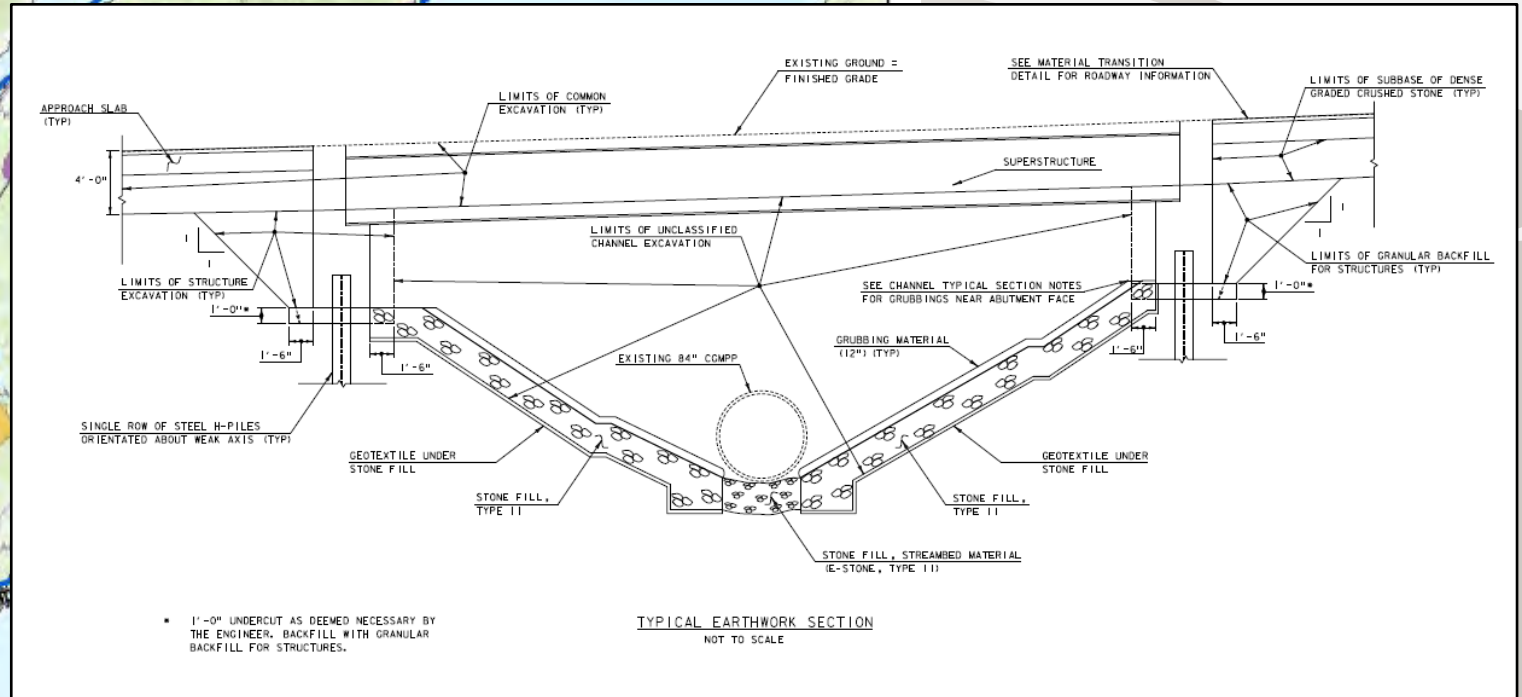 EXISTING GROUND =
FINISHED GRADE
SEE MATERIAL TRANSITION
DETAIL FOR ROADWAY INFORMATION
LIMITS OF SUBBASE OF DENSE
GRADED CRUSHED STONE (TYP)
LIMITS OF COMMON
EXCAVATION (TYP)
APPROACH SLAB
(TYP)
4'-0"
SUPERSTRUCTURE
LIMITS OF UNCLASSIFIED
CHANNEL EXCAVATION
1
1
1
1
LIMITS OF STRUCTURE
EXCAVATION (TYP)
LIMITS OF GRANULAR BACKFILL
FOR STRUCTURES (TYP)
SEE CHANNEL TYPICAL SECTION NOTES
FOR GRUBBINGS NEAR ABUTMENT FACE
1'-0"*
1'-0"*
1'-6"
1'-6"
EXISTING 84" CGMPP
GRUBBING MATERIAL
(12") (TYP)
1'-6"
1'-6"
SINGLE ROW OF STEEL H-PILES
ORIENTATED ABOUT WEAK AXIS (TYP)
GEOTEXTILE UNDER
STONE FILL
GEOTEXTILE UNDER
STONE FILL
STONE FILL,
TYPE II
STONE FILL,
TYPE II
STONE FILL, STREAMBED MATERIAL
(E-STONE, TYPE II)
* 1'-0" UNDERCUT AS DEEMED NECESSARY BY
THE ENGINEER. BACKFILL WITH GRANULAR
BACKFILL FOR STRUCTURES.
TYPICAL EARTHWORK SECTION
NOT TO SCALE